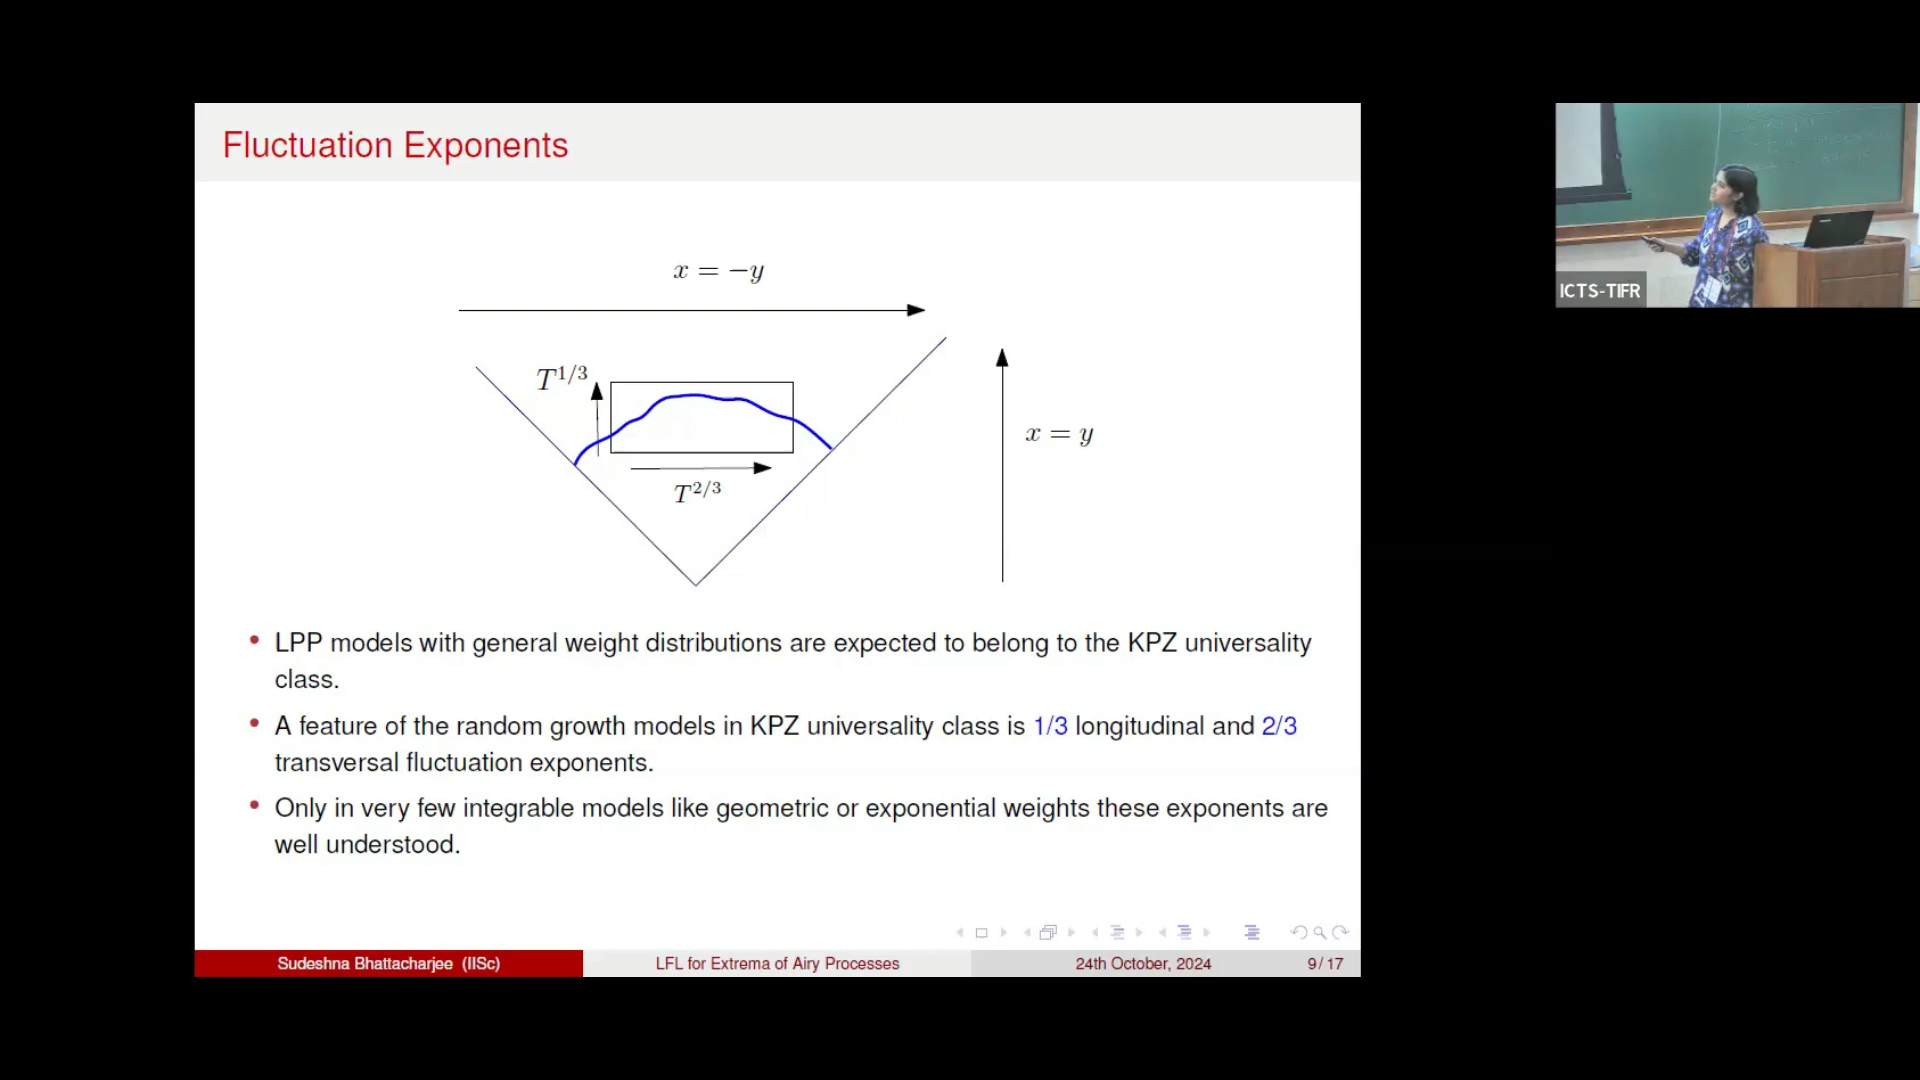 Fluctuation Exponents
x = −y
T^{1/3}
x = y
T^{2/3}
• LPP models with general weight distributions are expected to belong to the KPZ universality
class.
• A feature of the random growth models in KPZ universality class is 1/3 longitudinal and 2/3
transversal fluctuation exponents.
• Only in very few integrable models like geometric or exponential weights these exponents are
well understood.
Sudeshna Bhattacharjee (IISc)
LFL for Extrema of Airy Processes
24th October, 2024
9/17
ICTS-TIFR